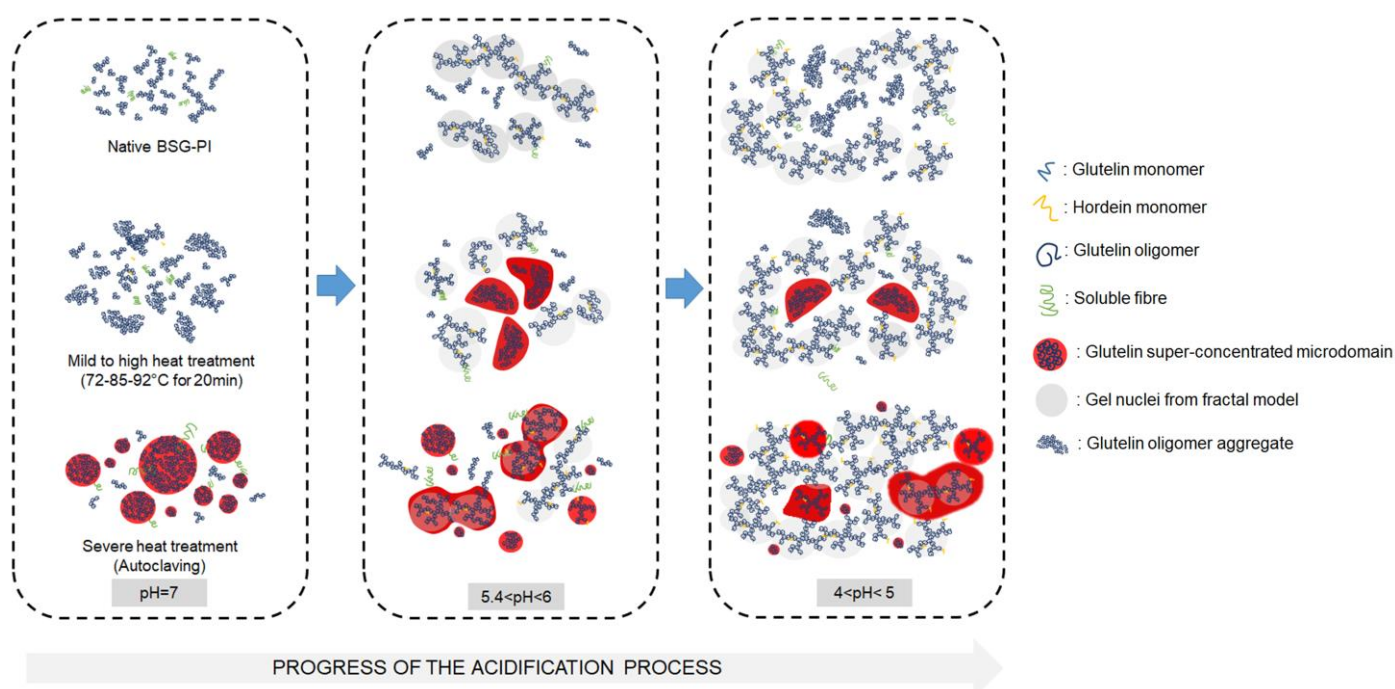 Native BSG-PI
Mild to high heat treatment
(72-85-92°C for 20min)
Severe heat treatment
(Autoclaving)
pH=7
5.4<pH<6
4<pH< 5
: Glutelin monomer
: Hordein monomer
: Glutelin oligomer
: Soluble fibre
: Glutelin super-concentrated microdomain
: Gel nuclei from fractal model
: Glutelin oligomer aggregate
PROGRESS OF THE ACIDIFICATION PROCESS